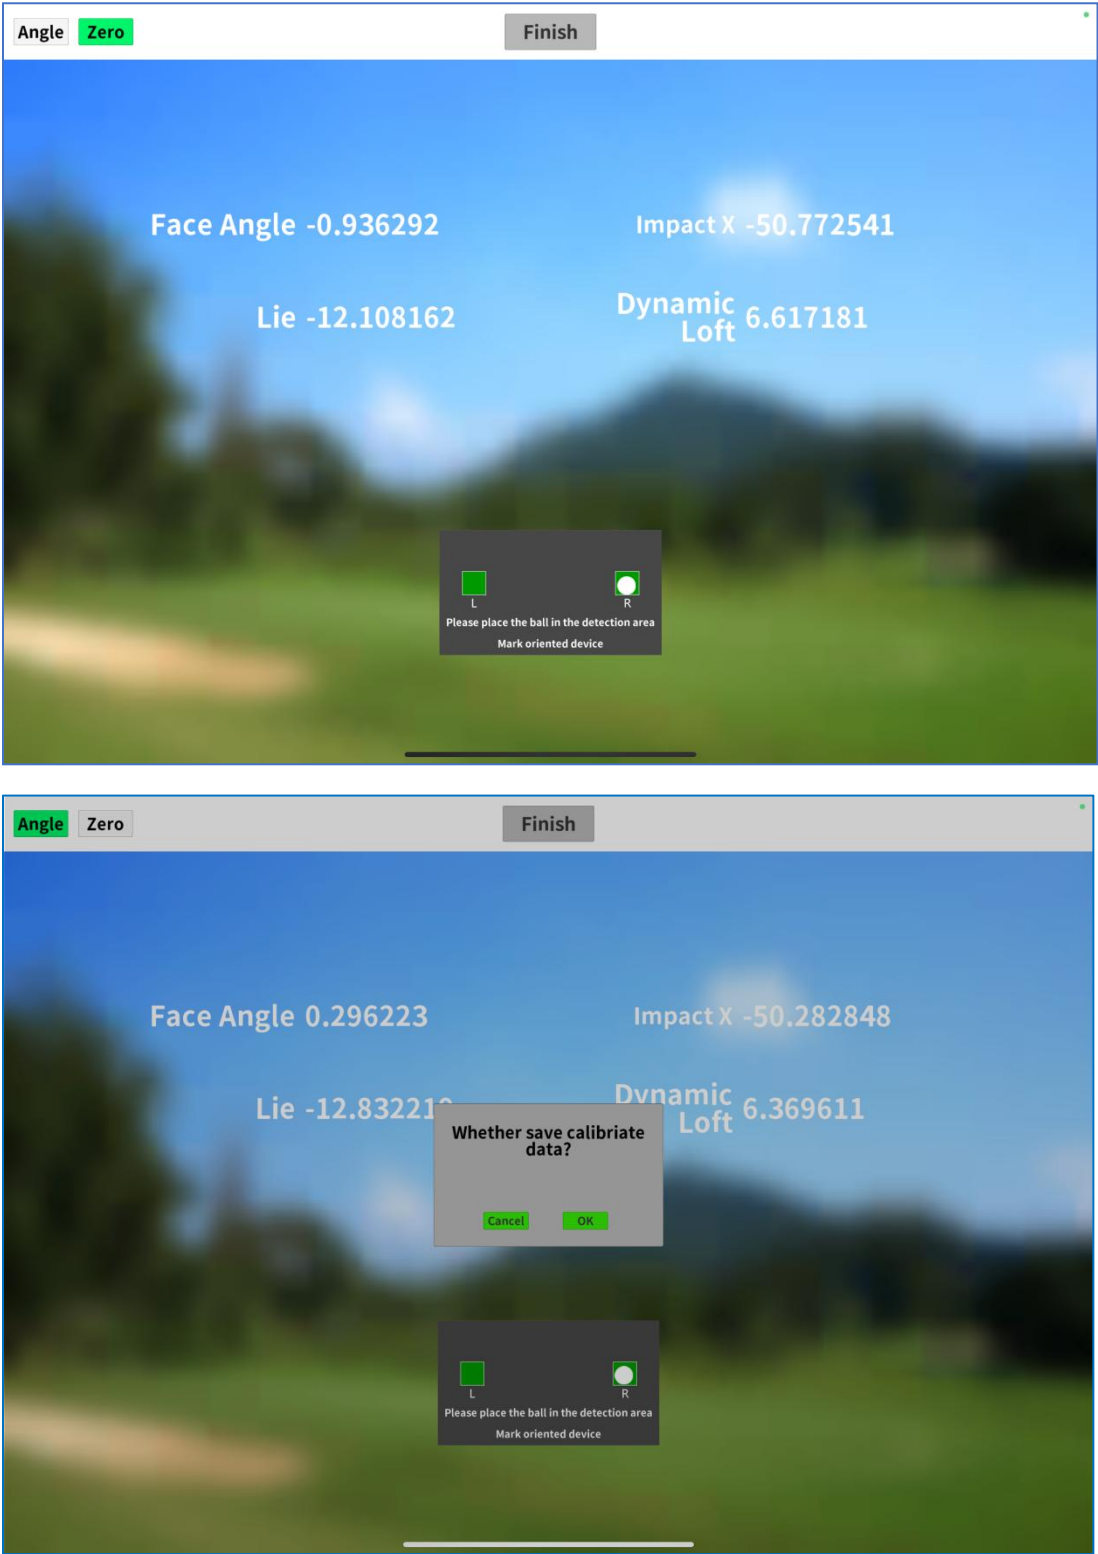 Angle Zero Finish
Face Angle -0.936292 Impact X -50.772541
Lie -12.108162 Dynamic Loft 6.617181
L R
Please place the ball in the detection area
Mark oriented device
Angle Zero Finish
Face Angle 0.296223 Impact X -50.282848
Lie -12.83221 Dynamic Loft 6.369611
Whether save calibriate
data?
Cancel OK
L R
Please place the ball in the detection area
Mark oriented device